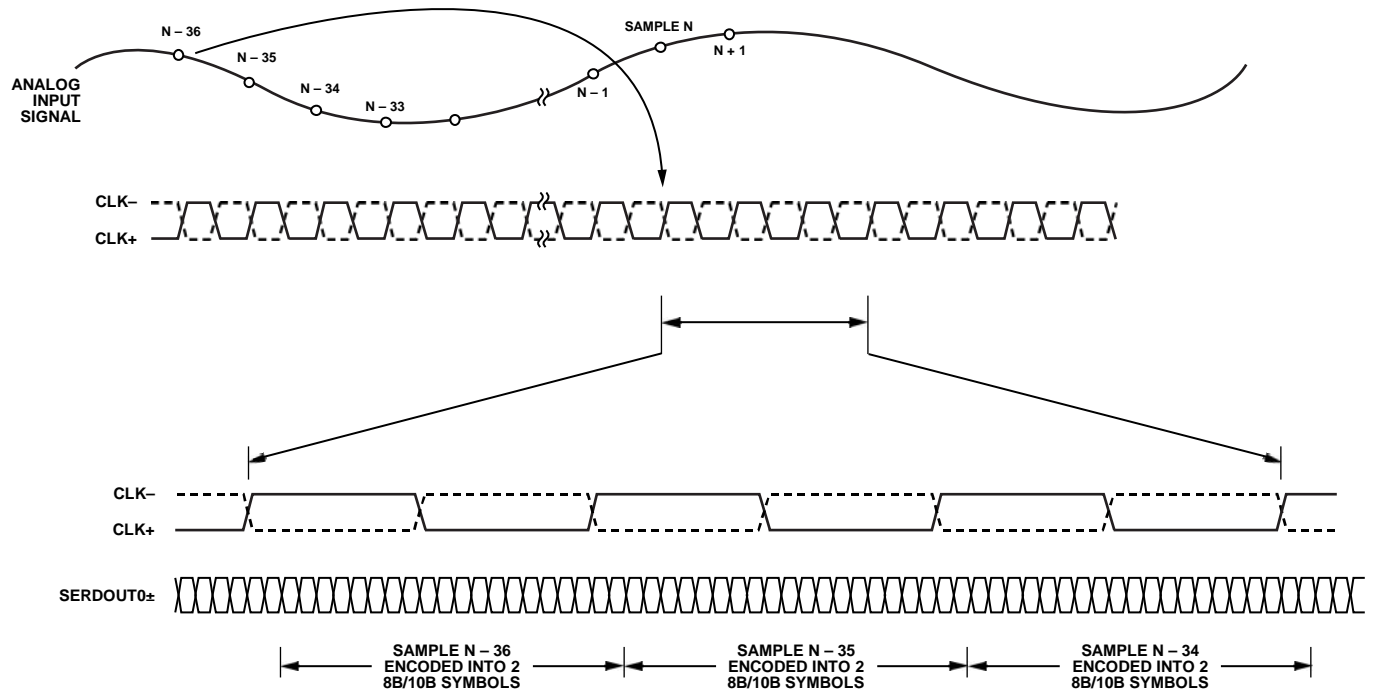 N – 36
N – 35
N – 34
N – 33
N – 1
SAMPLE N
N + 1
ANALOG
INPUT
SIGNAL
CLK–
CLK+
CLK–
CLK+
SERDOUT0±
SAMPLE N – 36
ENCODED INTO 2
8B/10B SYMBOLS
SAMPLE N – 35
ENCODED INTO 2
8B/10B SYMBOLS
SAMPLE N – 34
ENCODED INTO 2
8B/10B SYMBOLS